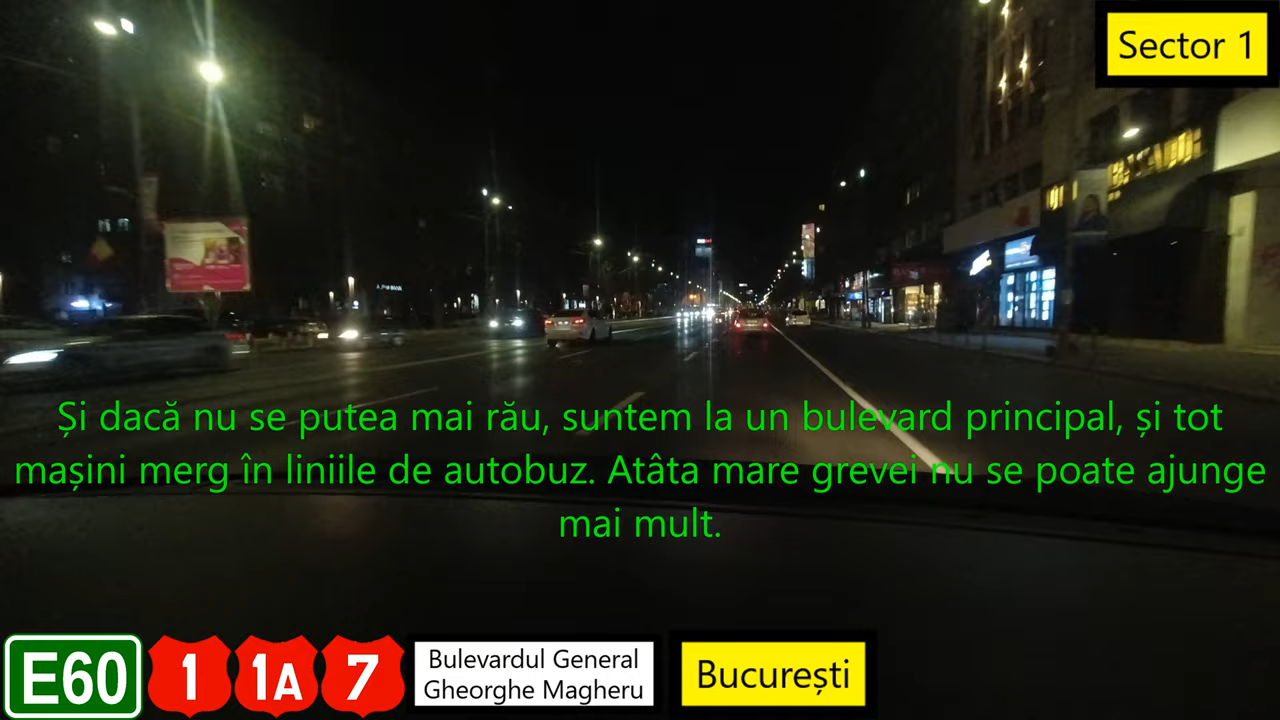 Sector 1
Și dacă nu se putea mai rău, suntem la un bulevard principal, și tot
mașini merg în liniile de autobuz. Atâta mare grevei nu se poate ajunge
mai mult.
E60 1 1A 7
Bulevardul General
Gheorghe Magheru
București